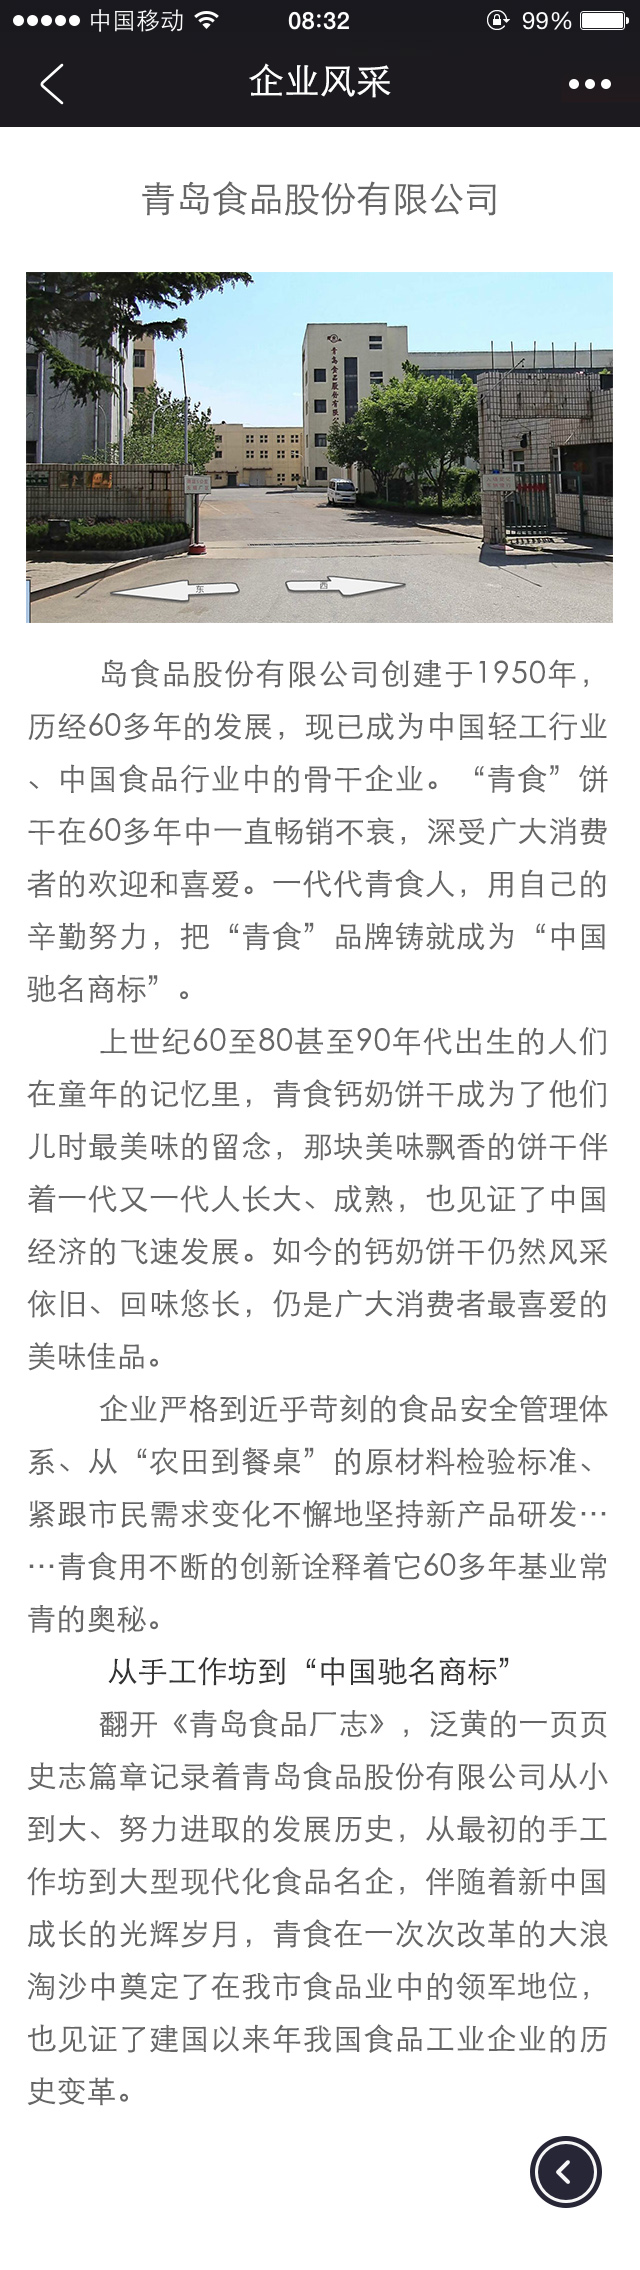 中国移动 08:32 99%
企业风采
青岛食品股份有限公司
青岛食品股份有限公
东 西
岛食品股份有限公司创建于1950年，
历经60多年的发展，现已成为中国轻工行业
、中国食品行业中的骨干企业。“青食”饼
干在60多年中一直畅销不衰，深受广大消费
者的欢迎和喜爱。一代代青食人，用自己的
辛勤努力，把“青食”品牌铸就成为“中国
驰名商标”。
上世纪60至80甚至90年代出生的人们
在童年的记忆里，青食钙奶饼干成为了他们
儿时最美味的留念，那块美味飘香的饼干伴
着一代又一代人长大、成熟，也见证了中国
经济的飞速发展。如今的钙奶饼干仍然风采
依旧、回味悠长，仍是广大消费者最喜爱的
美味佳品。
企业严格到近乎苛刻的食品安全管理体
系、从“农田到餐桌”的原材料检验标准、
紧跟市民需求变化不懈地坚持新产品研发…
…青食用不断的创新诠释着它60多年基业常
青的奥秘。
从手工作坊到“中国驰名商标”
翻开《青岛食品厂志》，泛黄的一页页
史志篇章记录着青岛食品股份有限公司从小
到大、努力进取的发展历史，从最初的手工
作坊到大型现代化食品名企，伴随着新中国
成长的光辉岁月，青食在一次次改革的大浪
淘沙中奠定了在我市食品业中的领军地位，
也见证了建国以来年我国食品工业企业的历
史变革。